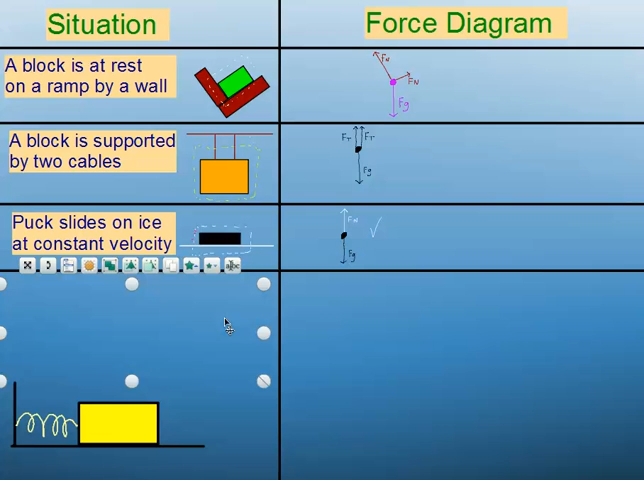 Situation
Force Diagram
A block is at rest
on a ramp by a wall
FN
FN
Fg
A block is supported
by two cables
FT
FT
Fg
Puck slides on ice
at constant velocity
FN
Fg
abc